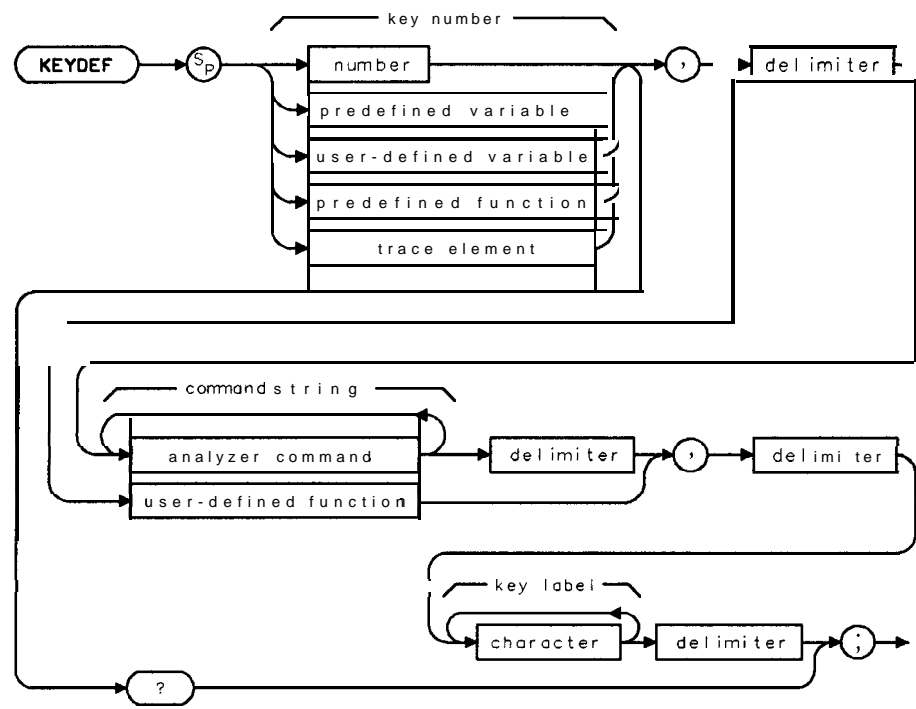 key number
KEYDEF SP number , delimiter
predefined variable
user-defined variable
predefined function
trace element
command string
analyzer command delimiter , delimiter
user-defined function
key label
character delimiter ;
?